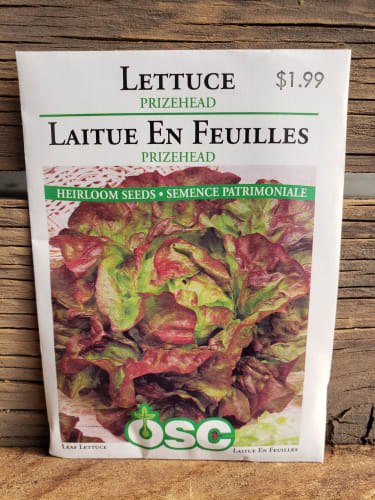 LETTUCE $1.99
PRIZEHEAD
LAITUE EN FEUILLES
PRIZEHEAD
HEIRLOOM SEEDS • SEMENCE PATRIMONIALE
OSC
LEAF LETTUCE LAITUE EN FEUILLES